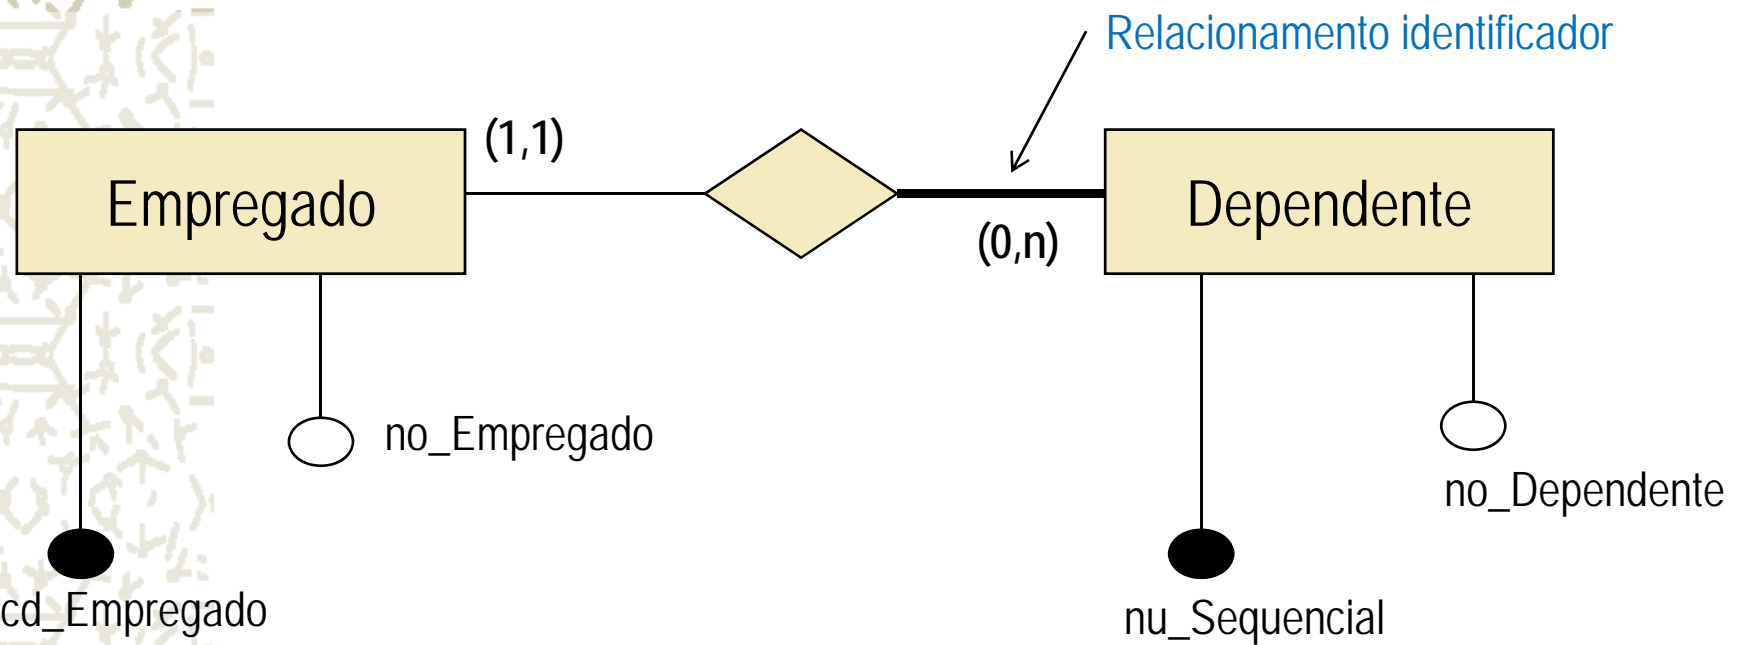 Relacionamento identificador
(1,1)
Empregado
Dependente
(0,n)
no_Empregado
no_Dependente
cd_Empregado
nu_Sequencial